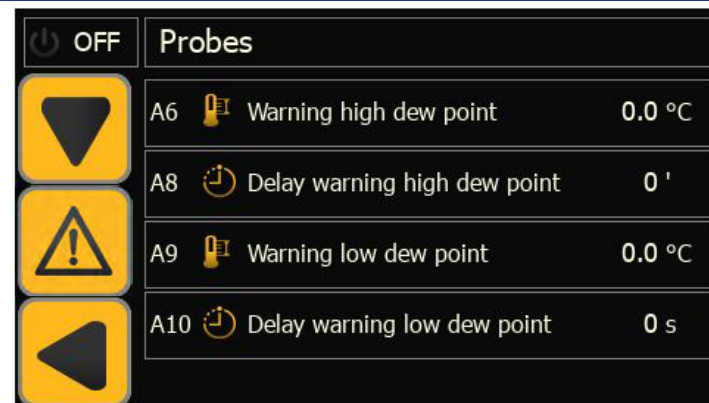 OFF
Probes
A6 Warning high dew point 0.0 °C
A8 Delay warning high dew point 0 '
A9 Warning low dew point 0.0 °C
A10 Delay warning low dew point 0 s